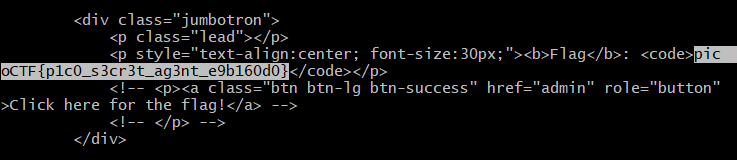 <div class="jumbotron">
<p class="lead"></p>
<p style="text-align:center; font-size:30px;"><b>Flag</b>: <code>pic
oCTF{p1c0_s3cr3t_ag3nt_e9b160d0}</code></p>
<!-- <p><a class="btn btn-lg btn-success" href="admin" role="button"
>Click here for the flag!</a> -->
<!-- </p> -->
</div>